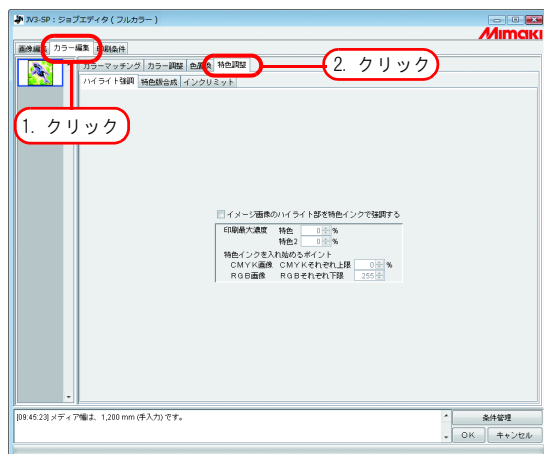 JV3-SP：ジョブエディタ ( フルカラー )
Mimaki
画像編集 カラー編集 印刷条件
カラーマッチング カラー調整 色置換 特色調整
2. クリック
ハイライト強調 特色版合成 インクリミット
1. クリック
イメージ画像のハイライト部を特色インクで強調する
印刷最大濃度 特色 0 %
特色2 0 %
特色インクを入れ始めるポイント
CMYK画像 CMYKそれぞれ上限 0 %
RGB画像 RGBそれぞれ下限 255
[09:45:23] メディア幅は、1,200 mm (手入力) です。
条件管理
OK キャンセル